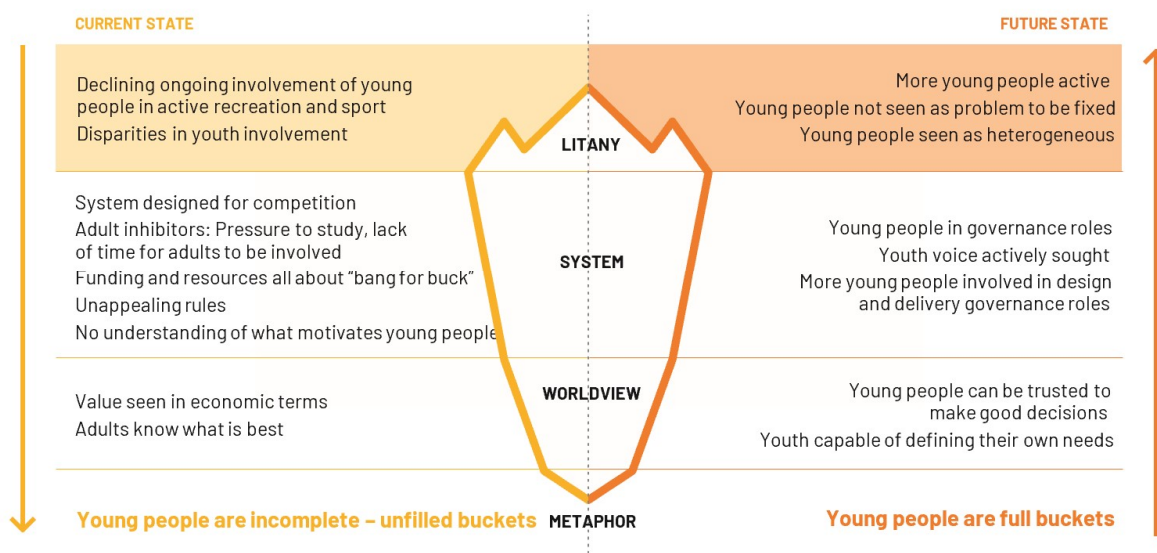 CURRENT STATE
FUTURE STATE
Declining ongoing involvement of young
people in active recreation and sport
Disparities in youth involvement
LITANY
More young people active
Young people not seen as problem to be fixed
Young people seen as heterogeneous
System designed for competition
Adult inhibitors: Pressure to study, lack
of time for adults to be involved
Funding and resources all about “bang for buck”
Unappealing rules
No understanding of what motivates young people
SYSTEM
Young people in governance roles
Youth voice actively sought
More young people involved in design
and delivery governance roles
Value seen in economic terms
Adults know what is best
WORLDVIEW
Young people can be trusted to
make good decisions
Youth capable of defining their own needs
Young people are incomplete – unfilled buckets
METAPHOR
Young people are full buckets